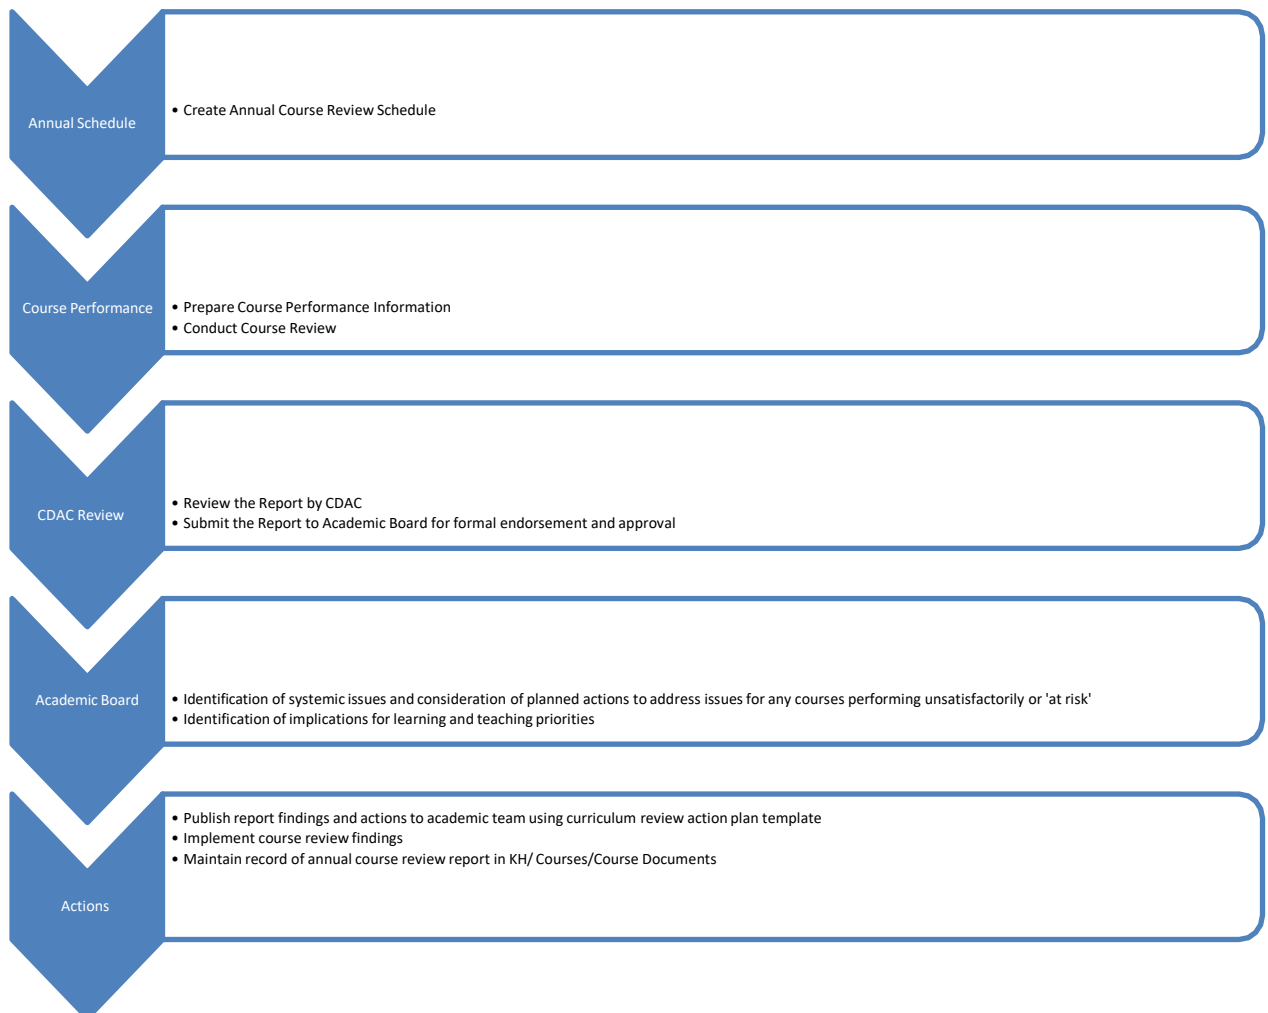 Annual Schedule
• Create Annual Course Review Schedule
Course Performance
• Prepare Course Performance Information
• Conduct Course Review
CDAC Review
• Review the Report by CDAC
• Submit the Report to Academic Board for formal endorsement and approval
Academic Board
• Identification of systemic issues and consideration of planned actions to address issues for any courses performing unsatisfactorily or 'at risk'
• Identification of implications for learning and teaching priorities
Actions
• Publish report findings and actions to academic team using curriculum review action plan template
• Implement course review findings
• Maintain record of annual course review report in KH/ Courses/Course Documents